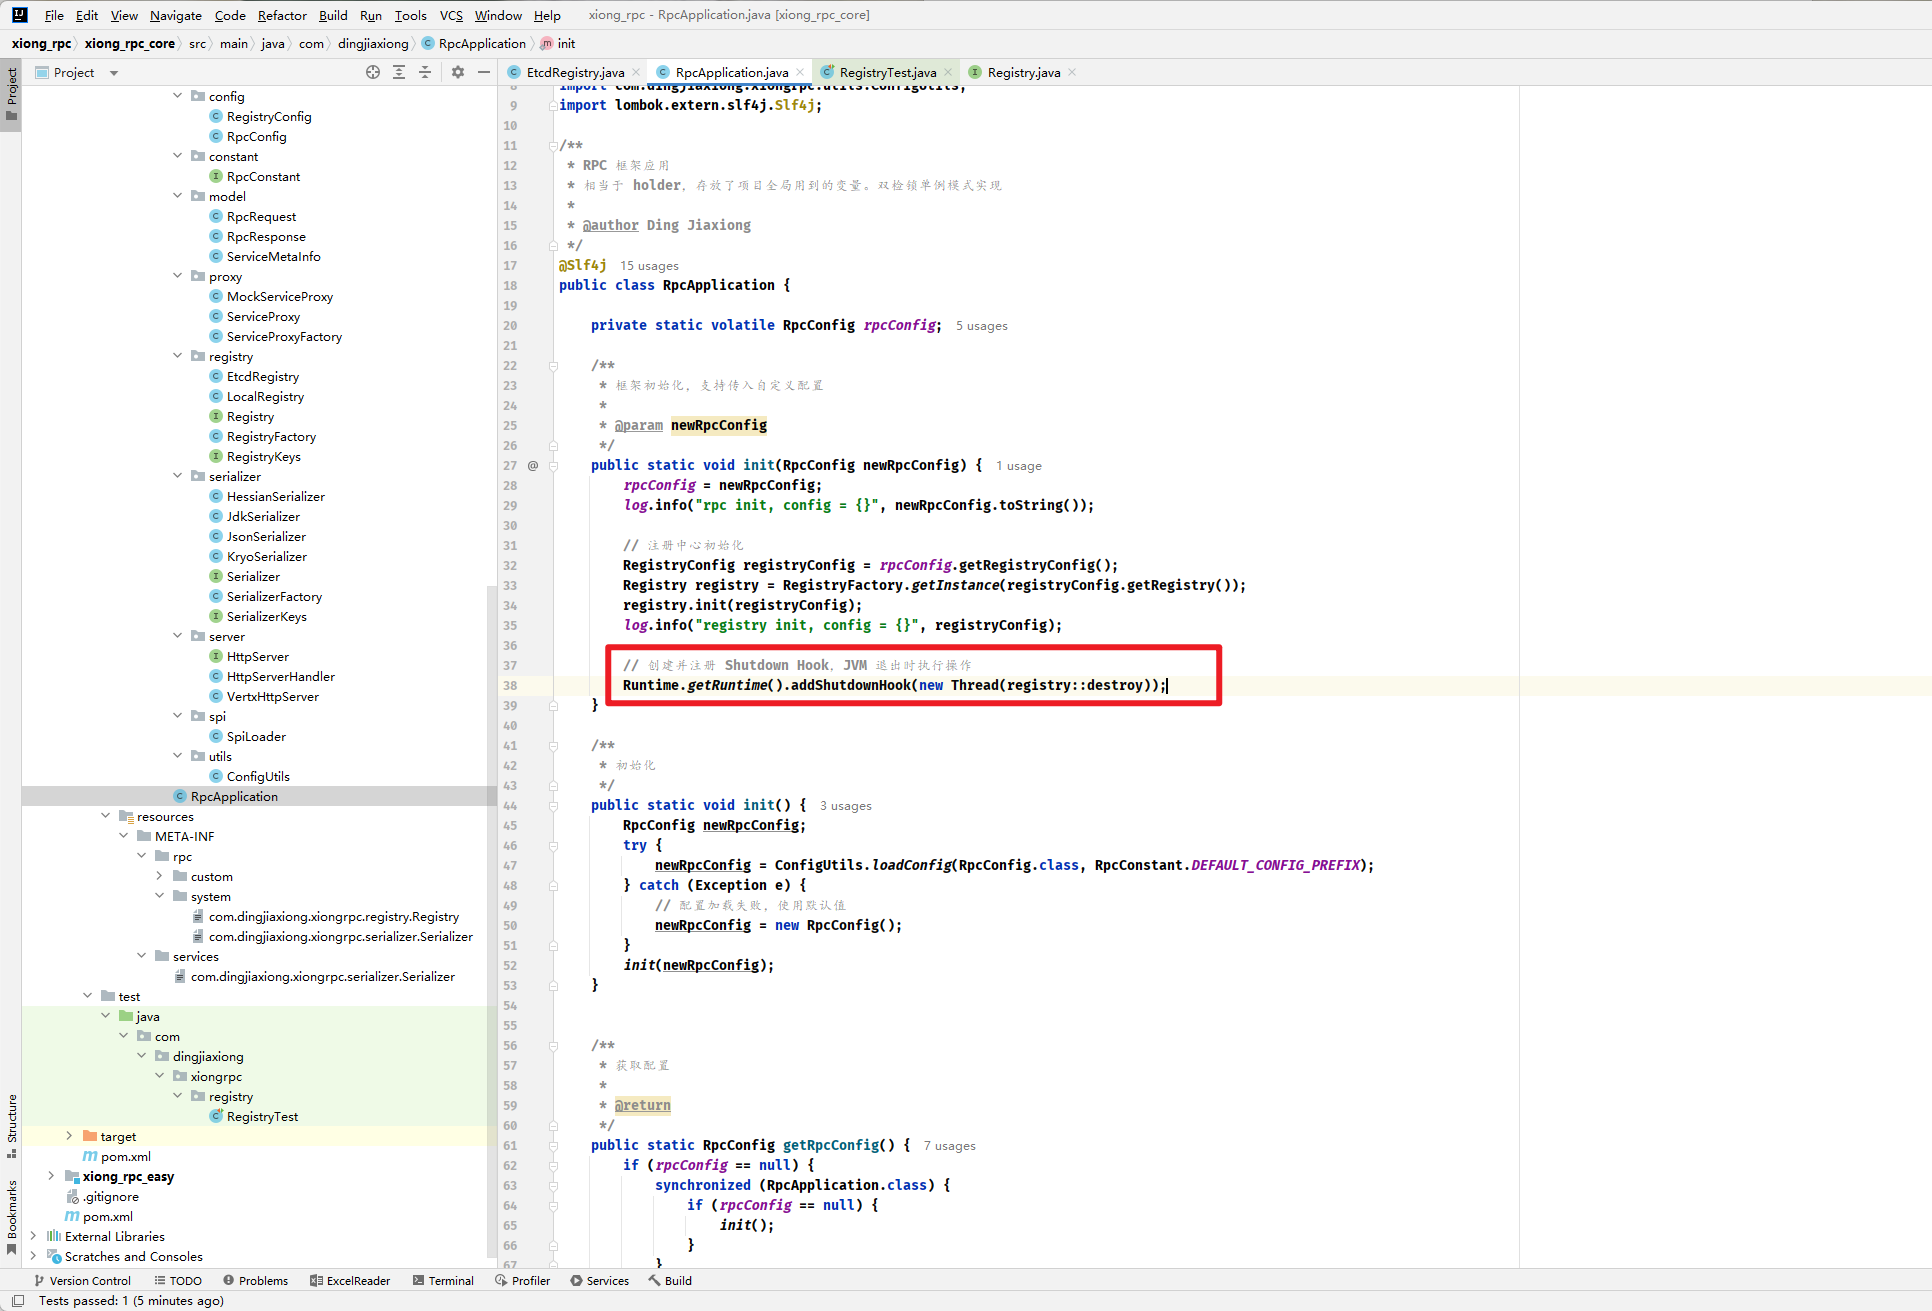 File Edit View Navigate Code Refactor Build Run Tools VCS Window Help xiong_rpc - RpcApplication.java [xiong_rpc_core]
xiong_rpc xiong_rpc_core src main java com dingjiaxiong RpcApplication init
Project
EtcdRegistry.java RpcApplication.java RegistryTest.java Registry.java
Project
Structure
Bookmarks
config
RegistryConfig
RpcConfig
constant
RpcConstant
model
RpcRequest
RpcResponse
ServiceMetaInfo
proxy
MockServiceProxy
ServiceProxy
ServiceProxyFactory
registry
EtcdRegistry
LocalRegistry
Registry
RegistryFactory
RegistryKeys
serializer
HessianSerializer
JdkSerializer
JsonSerializer
KryoSerializer
Serializer
SerializerFactory
SerializerKeys
server
HttpServer
HttpServerHandler
VertxHttpServer
spi
SpiLoader
utils
ConfigUtils
RpcApplication
resources
META-INF
rpc
custom
system
com.dingjiaxiong.xiongrpc.registry.Registry
com.dingjiaxiong.xiongrpc.serializer.Serializer
services
com.dingjiaxiong.xiongrpc.serializer.Serializer
test
java
com
dingjiaxiong
xiongrpc
registry
RegistryTest
target
pom.xml
xiong_rpc_easy
.gitignore
pom.xml
External Libraries
Scratches and Consoles
8 import com.dingjiaxiong.xiongrpc.utils.ConfigUtils;
9 import lombok.extern.slf4j.Slf4j;
10
11 /**
12 * RPC 框架应用
13 * 相当于 holder，存放了项目全局用到的变量。双检锁单例模式实现
14 *
15 * @author Ding Jiaxiong
16 */
17 @Slf4j 15 usages
18 public class RpcApplication {
19
20 private static volatile RpcConfig rpcConfig; 5 usages
21
22 /**
23 * 框架初始化，支持传入自定义配置
24 *
25 * @param newRpcConfig
26 */
27 @ public static void init(RpcConfig newRpcConfig) { 1 usage
28 rpcConfig = newRpcConfig;
29 log.info("rpc init, config = {}", newRpcConfig.toString());
30
31 // 注册中心初始化
32 RegistryConfig registryConfig = rpcConfig.getRegistryConfig();
33 Registry registry = RegistryFactory.getInstance(registryConfig.getRegistry());
34 registry.init(registryConfig);
35 log.info("registry init, config = {}", registryConfig);
36
37 // 创建并注册 Shutdown Hook，JVM 退出时执行操作
38 Runtime.getRuntime().addShutdownHook(new Thread(registry::destroy));
39 }
40
41 /**
42 * 初始化
43 */
44 public static void init() { 3 usages
45 RpcConfig newRpcConfig;
46 try {
47 newRpcConfig = ConfigUtils.loadConfig(RpcConfig.class, RpcConstant.DEFAULT_CONFIG_PREFIX);
48 } catch (Exception e) {
49 // 配置加载失败，使用默认值
50 newRpcConfig = new RpcConfig();
51 }
52 init(newRpcConfig);
53 }
54
55
56 /**
57 * 获取配置
58 *
59 * @return
60 */
61 public static RpcConfig getRpcConfig() { 7 usages
62 if (rpcConfig == null) {
63 synchronized (RpcApplication.class) {
64 if (rpcConfig == null) {
65 init();
66 }
67 }
Version Control TODO Problems ExcelReader Terminal Profiler Services Build
Tests passed: 1 (5 minutes ago)